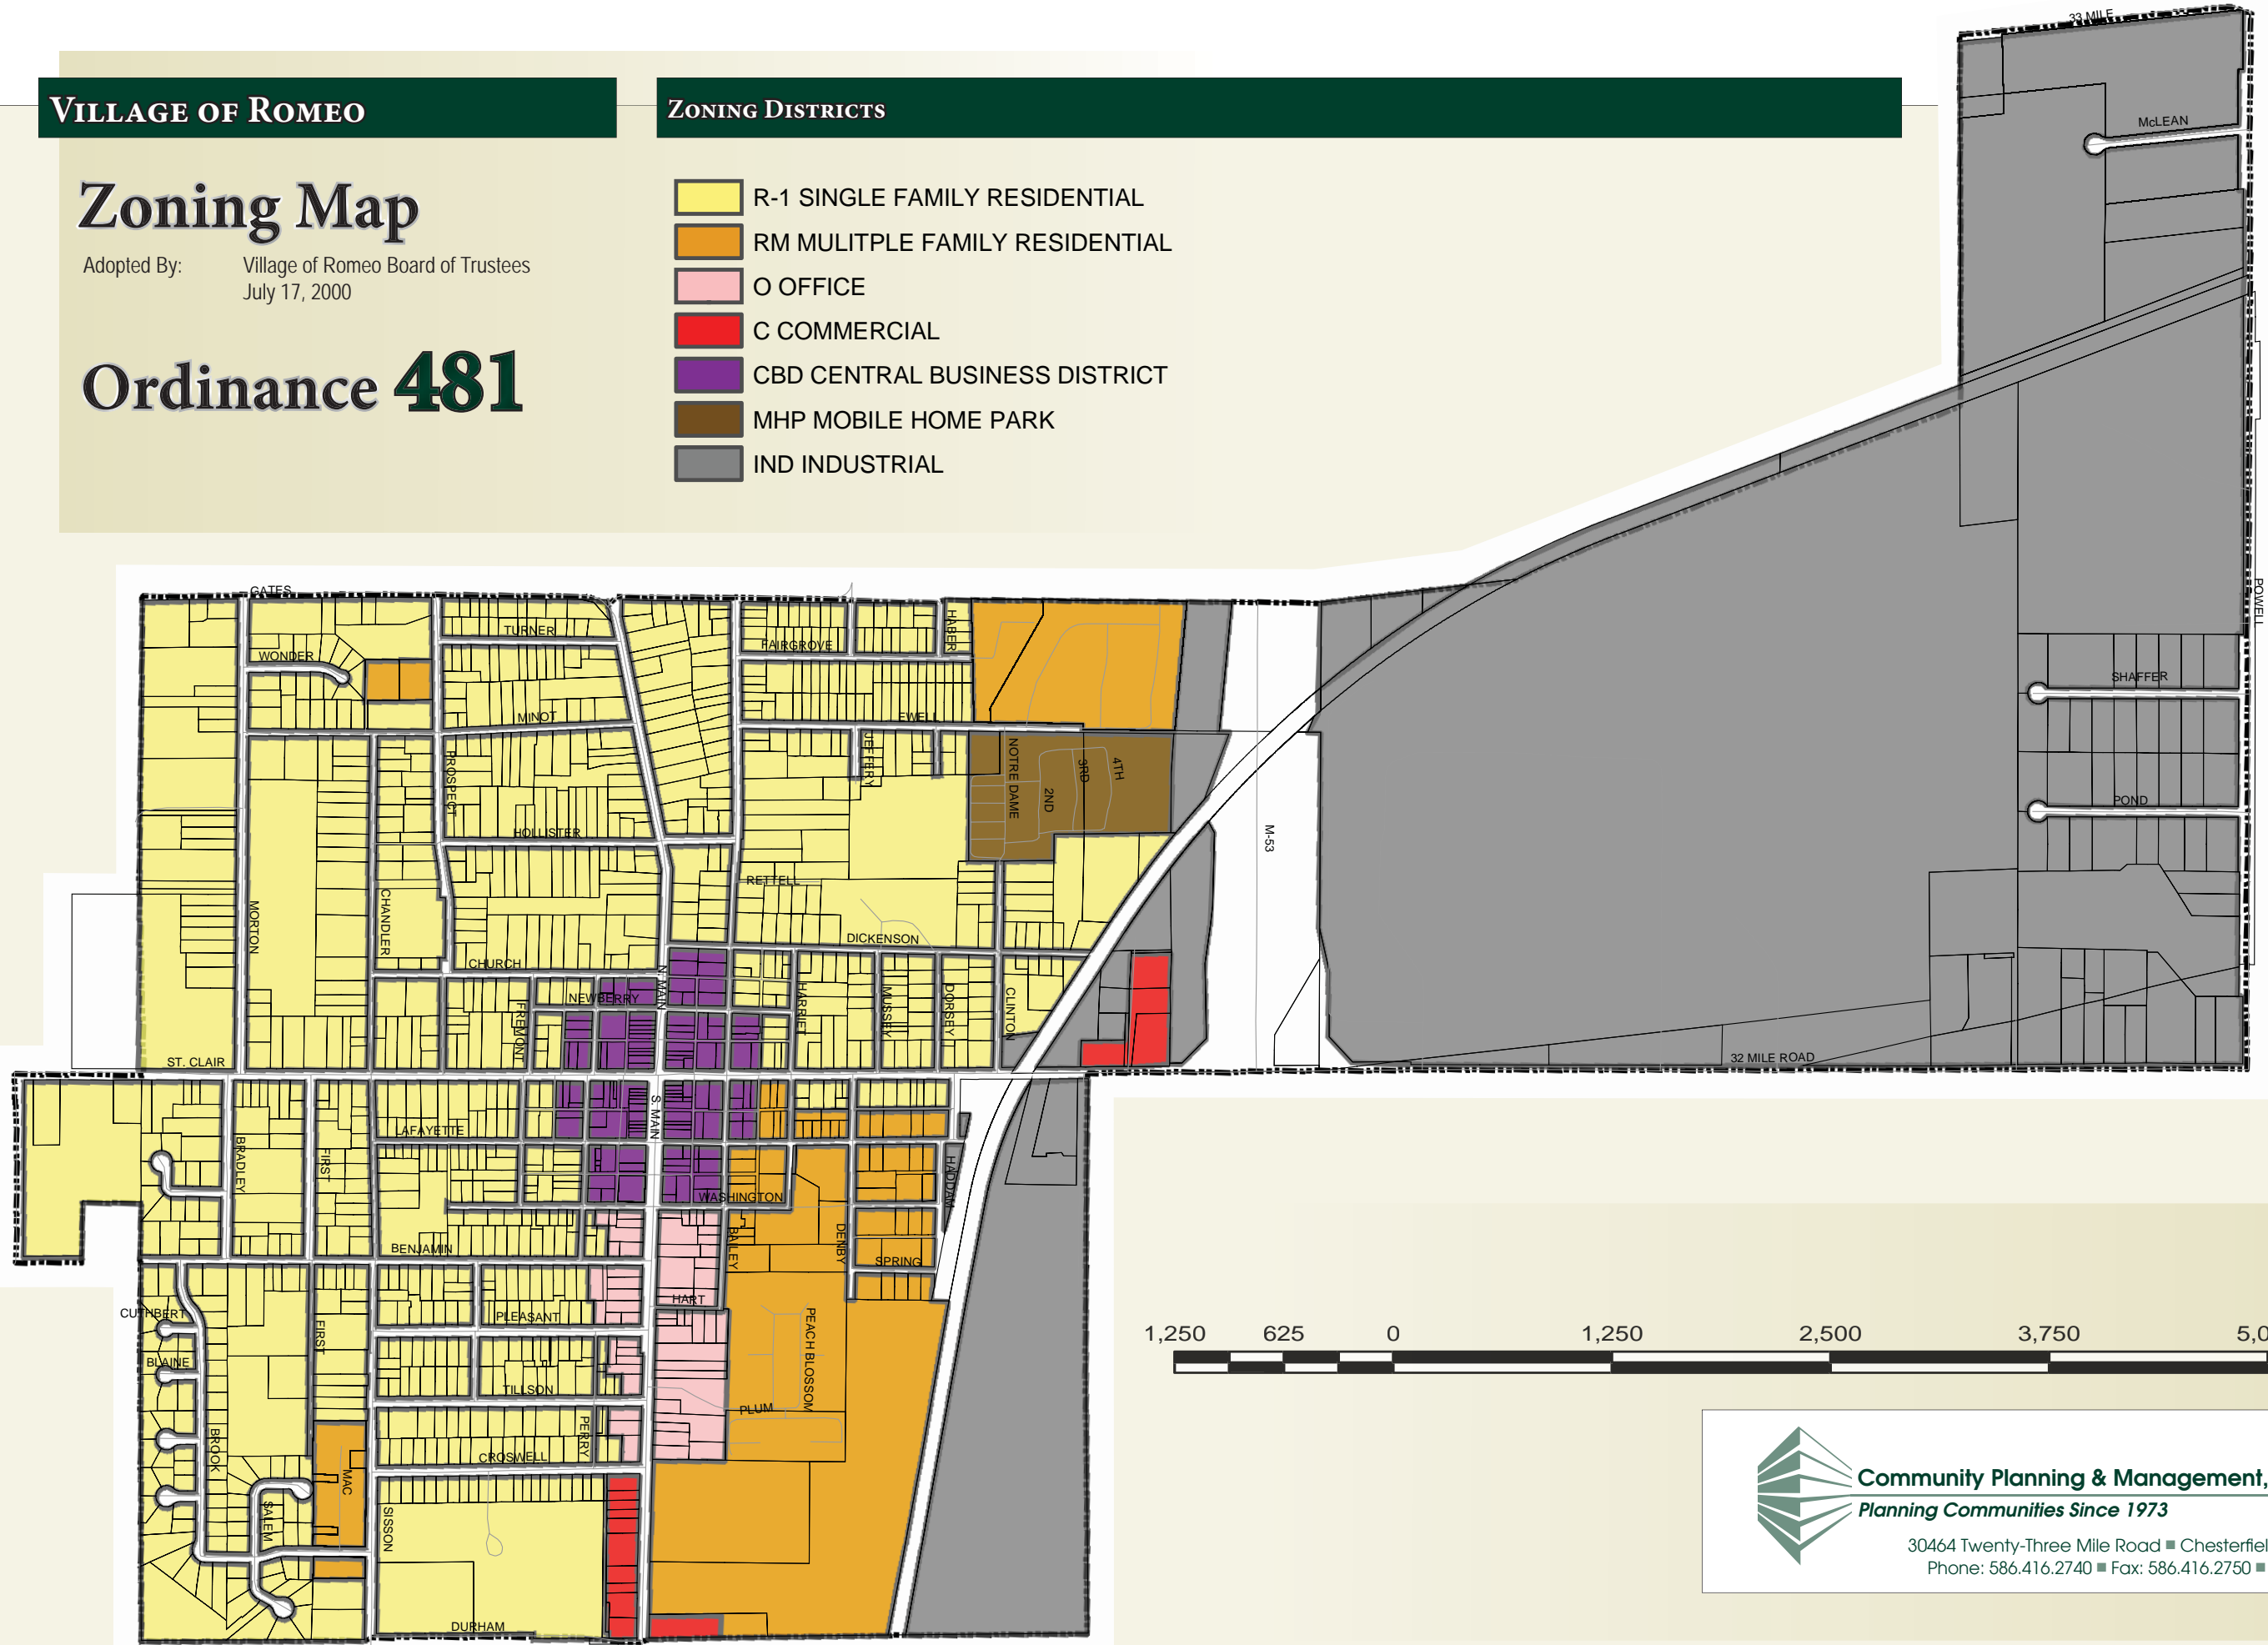 VILLAGE OF ROMEO
ZONING DISTRICTS
Zoning Map
Adopted By: Village of Romeo Board of Trustees
July 17, 2000
Ordinance 481
R-1 SINGLE FAMILY RESIDENTIAL
RM MULITPLE FAMILY RESIDENTIAL
O OFFICE
C COMMERCIAL
CBD CENTRAL BUSINESS DISTRICT
MHP MOBILE HOME PARK
IND INDUSTRIAL
33 MILE
McLEAN
POWELL
SHAFFER
POND
32 MILE ROAD
M-53
GATES
TURNER
WONDER
FAIRGROVE
HABER
MINOT
EWELL
PROSPECT
JEFFERY
NOTRE DAME
2ND
3RD
4TH
HOLLISTER
RETTELL
MORTON
CHANDLER
DICKENSON
CHURCH
N. MAIN
NEWBERRY
FREMONT
HARRIET
MUSSEY
DORSEY
CLINTON
ST. CLAIR
S. MAIN
LAFAYETTE
BRADLEY
FIRST
HADDAM
WASHINGTON
BENJAMIN
BAILEY
DENBY
SPRING
HART
CUTHBERT
PLEASANT
FIRST
PEACH BLOSSOM
BLAINE
TILLSON
PLUM
BROOK
PERRY
CROSWELL
MAC
SALEM
SISSON
DURHAM
1,250 625 0 1,250 2,500 3,750 5,0
Community Planning & Management,
Planning Communities Since 1973
30464 Twenty-Three Mile Road ■ Chesterfiel
Phone: 586.416.2740 ■ Fax: 586.416.2750 ■